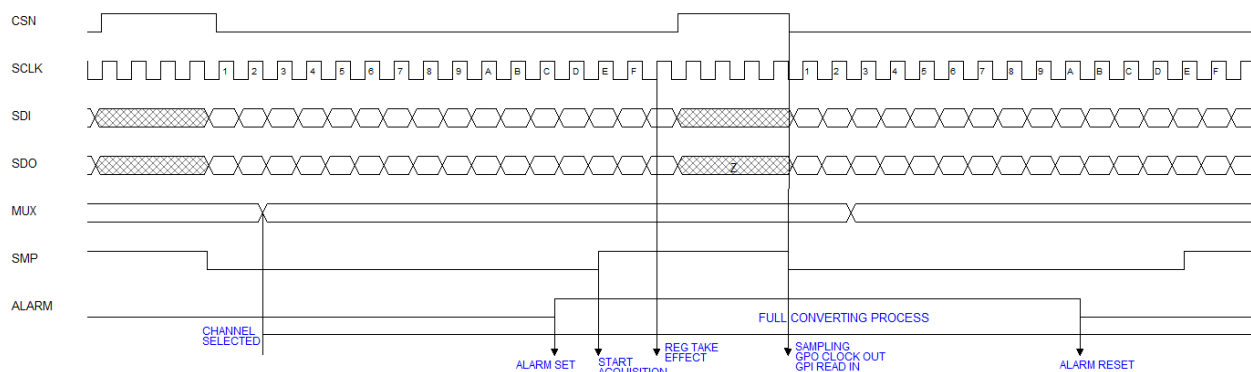 CSN
SCLK
1 2 3 4 5 6 7 8 9 A B C D E F 1 2 3 4 5 6 7 8 9 A B C D E F
SDI
SDO
Z
MUX
SMP
ALARM
FULL CONVERTING PROCESS
CHANNEL
SELECTED
ALARM SET
START
ACQUISITION
REG TAKE
EFFECT
SAMPLING
GPO CLOCK OUT
GPI READ IN
ALARM RESET